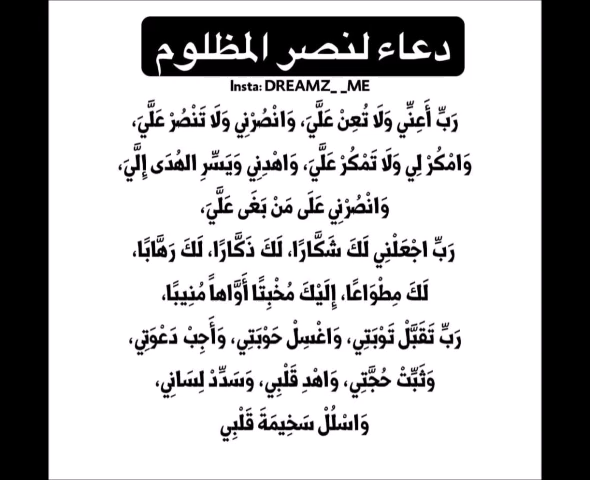 دعاء لنصر المظلوم
Insta: DREAMZ_ _ME
رَبِّ أَعِنِّي وَلَا تُعِنْ عَلَّيَ، وَانْصُرْنِي وَلَا تَنْصُرْ عَلَّيَ،
وَامْكُرْ لِي وَلَا تَمْكُرْ عَلَّيَ، وَاهْدِنِي وَيَسِّرِ الهُدَى إِلَّيَ،
وَانْصُرْنِي عَلَى مَنْ بَغَى عَلَّيَ،
رَبِّ اجْعَلْنِي لَكَ شَكَّارًا، لَكَ ذَكَّارًا، لَكَ رَهَّابًا،
لَكَ مِطْوَاعًا، إِلَيْكَ مُخْبِتًا أَوَّاهاً مُنِيبًا،
رَبِّ تَقَبَّلْ تَوْبَتِي، وَاغْسِلْ حَوْبَتِي، وَأَجِبْ دَعْوَتِي،
وَثَبِّتْ حُجَّتِي، وَاهْدِ قَلْبِي، وَسَدِّدْ لِسَانِي،
وَاسْلُلْ سَخِيمَةَ قَلْبِي